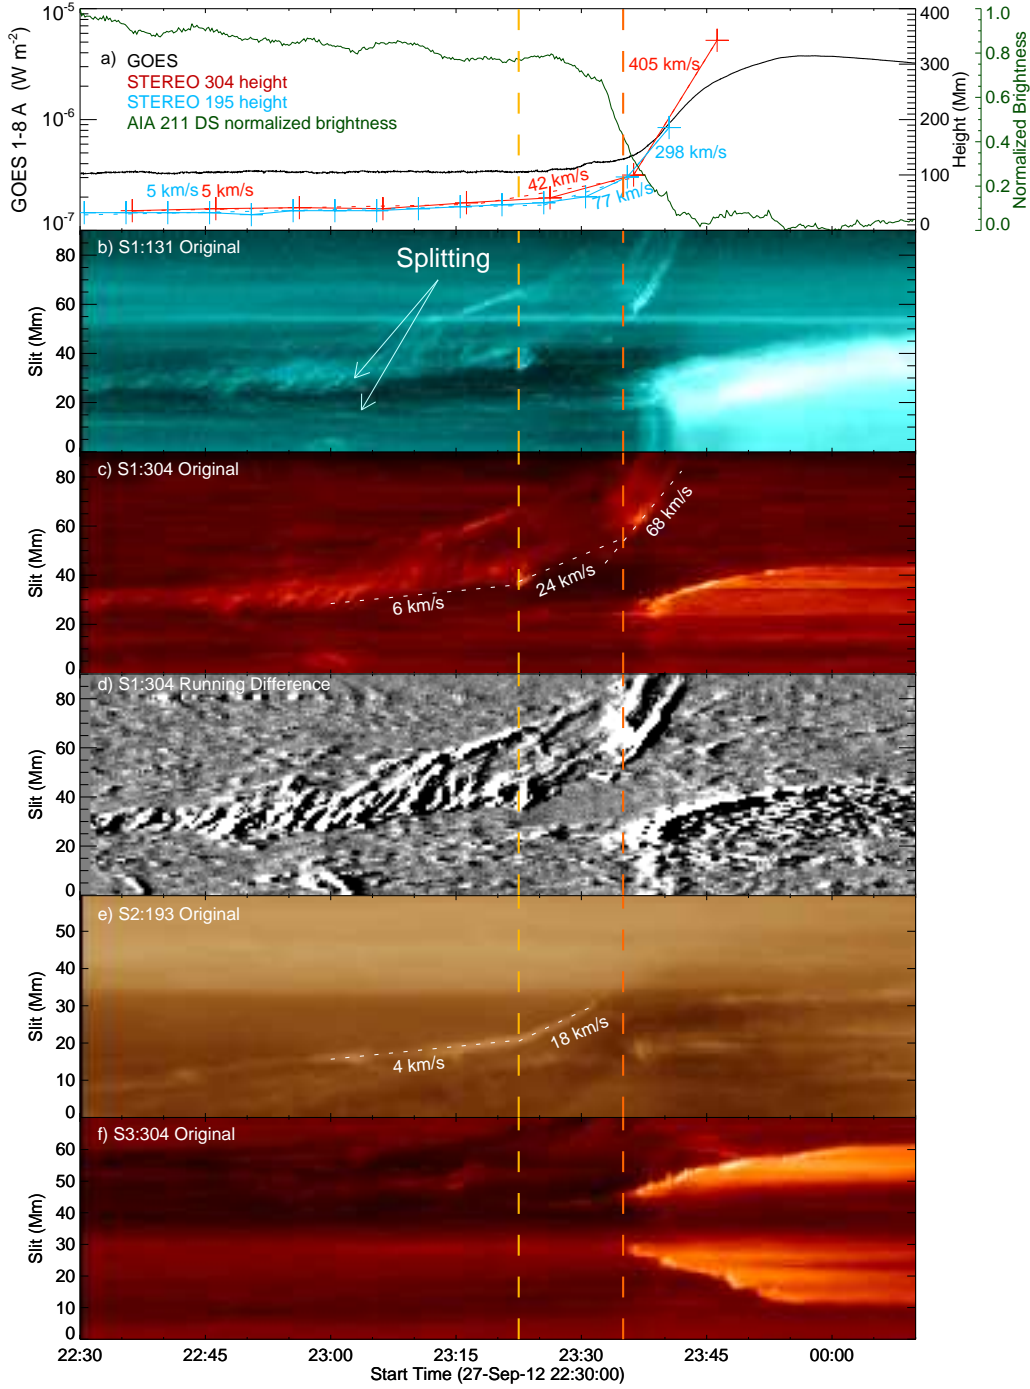 10^-5
10^-6
10^-7
GOES 1-8 A (W m^-2)
a)
GOES
STEREO 304 height
STEREO 195 height
AIA 211 DS normalized brightness
5 km/s
5 km/s
42 km/s
77 km/s
405 km/s
298 km/s
400
300
200
100
0
Height (Mm)
1.0
0.8
0.6
0.4
0.2
0.0
Normalized Brightness
b) S1:131 Original
Splitting
80
60
40
20
0
Slit (Mm)
c) S1:304 Original
6 km/s
24 km/s
68 km/s
80
60
40
20
0
Slit (Mm)
d) S1:304 Running Difference
80
60
40
20
0
Slit (Mm)
e) S2:193 Original
4 km/s
18 km/s
50
40
30
20
10
0
Slit (Mm)
f) S3:304 Original
60
50
40
30
20
10
0
Slit (Mm)
22:30 22:45 23:00 23:15 23:30 23:45 00:00
Start Time (27-Sep-12 22:30:00)